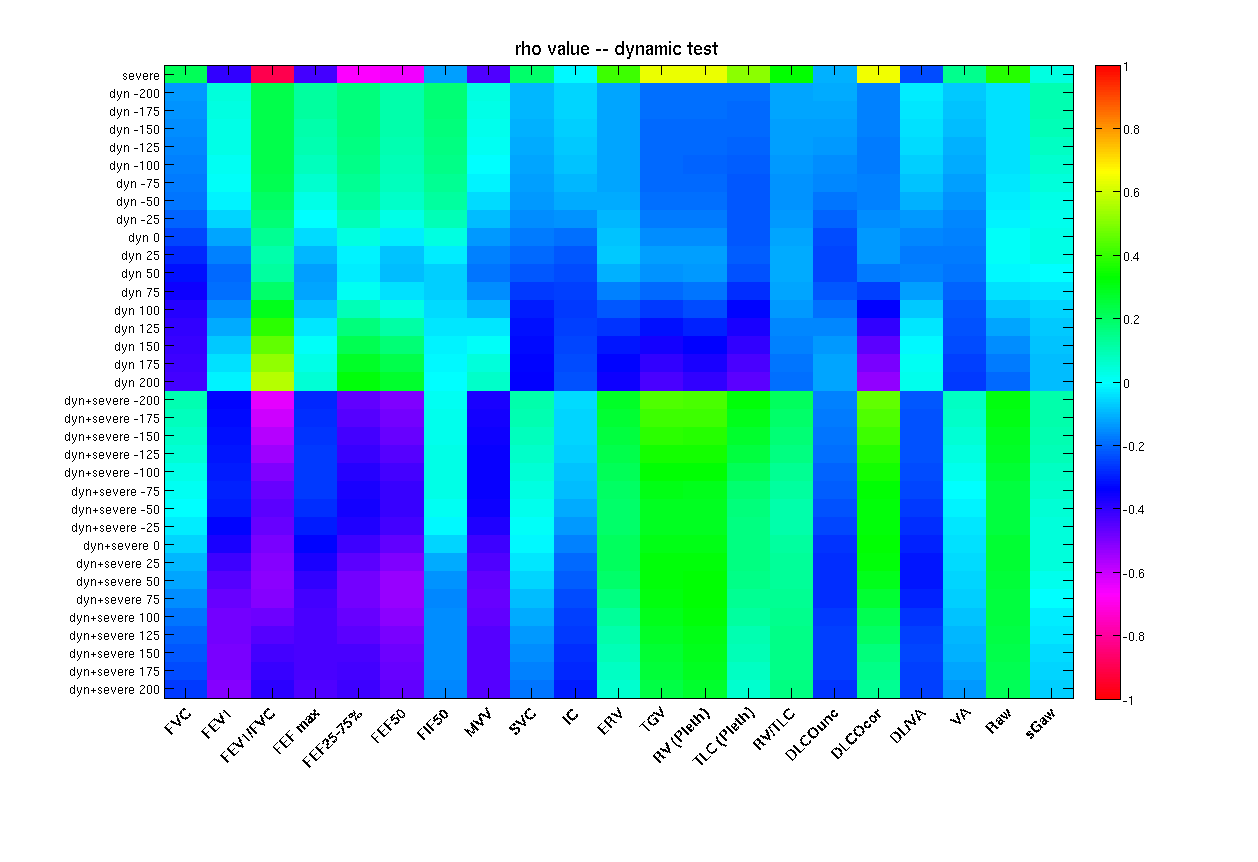 rho value -- dynamic test
severe
dyn -200
dyn -175
dyn -150
dyn -125
dyn -100
dyn -75
dyn -50
dyn -25
dyn 0
dyn 25
dyn 50
dyn 75
dyn 100
dyn 125
dyn 150
dyn 175
dyn 200
dyn+severe -200
dyn+severe -175
dyn+severe -150
dyn+severe -125
dyn+severe -100
dyn+severe -75
dyn+severe -50
dyn+severe -25
dyn+severe 0
dyn+severe 25
dyn+severe 50
dyn+severe 75
dyn+severe 100
dyn+severe 125
dyn+severe 150
dyn+severe 175
dyn+severe 200
FVC
FEV1
FEV1/FVC
FEF max
FEF25-75%
FEF50
FIF50
MVV
SVC
IC
ERV
TGV
RV (Pleth)
TLC (Pleth)
RV/TLC
DLCOunc
DLCOcor
DL/VA
VA
Raw
sGaw
1
0.8
0.6
0.4
0.2
0
-0.2
-0.4
-0.6
-0.8
-1